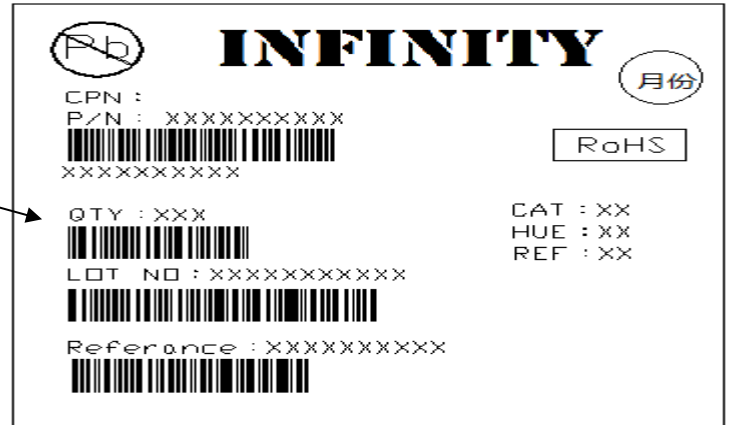 Pb
INFINITY
月份
CPN :
P/N : XXXXXXXXXX
RoHS
XXXXXXXXXX
QTY : XXX
CAT : XX
HUE : XX
REF : XX
LOT NO : XXXXXXXXXXX
Referance : XXXXXXXXXX